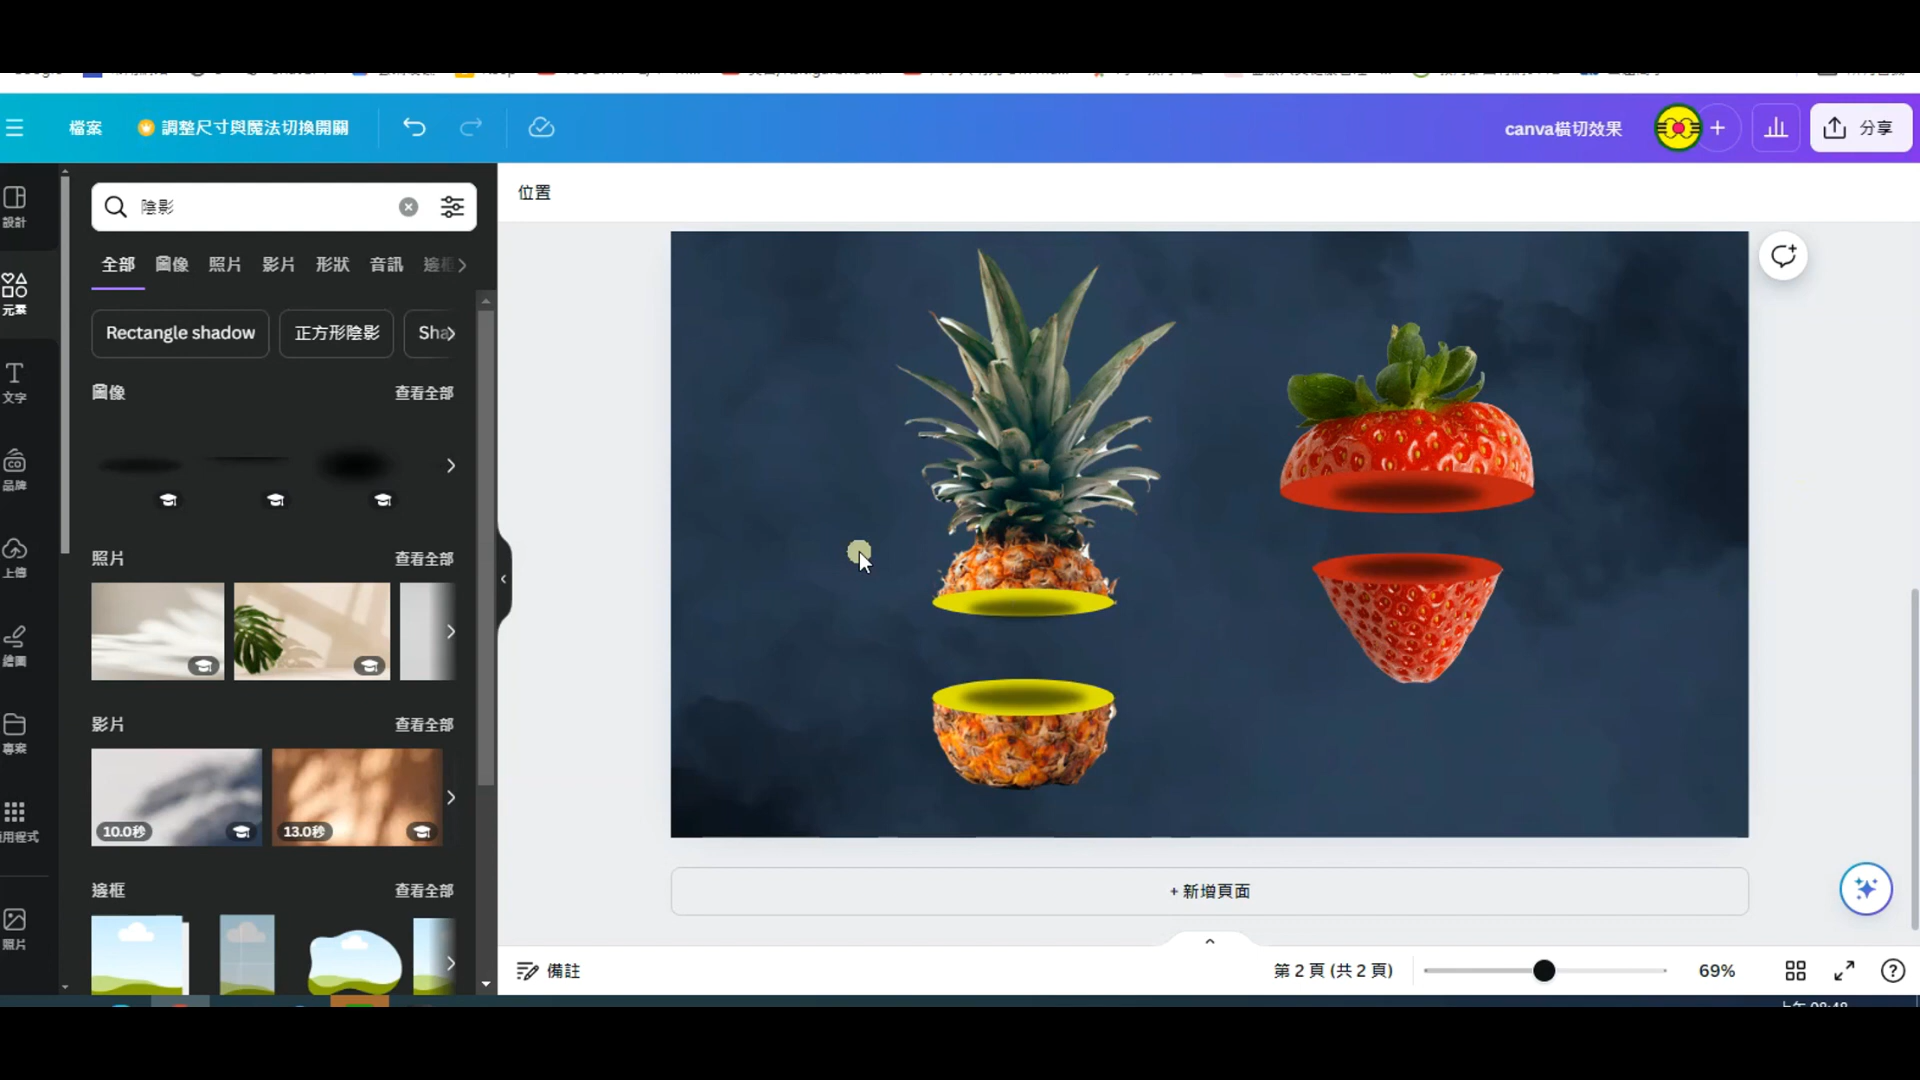 檔案
調整尺寸與魔法切換開關
canva橫切效果
分享
設計
元素
文字
品牌
上傳
繪圖
專案
照片
陰影
全部 圖像 照片 影片 形狀 音訊
Rectangle shadow
正方形陰影
圖像
查看全部
照片
查看全部
影片
查看全部
10.0秒
13.0秒
邊框
查看全部
位置
+ 新增頁面
備註
第 2 頁 (共 2 頁)
69%